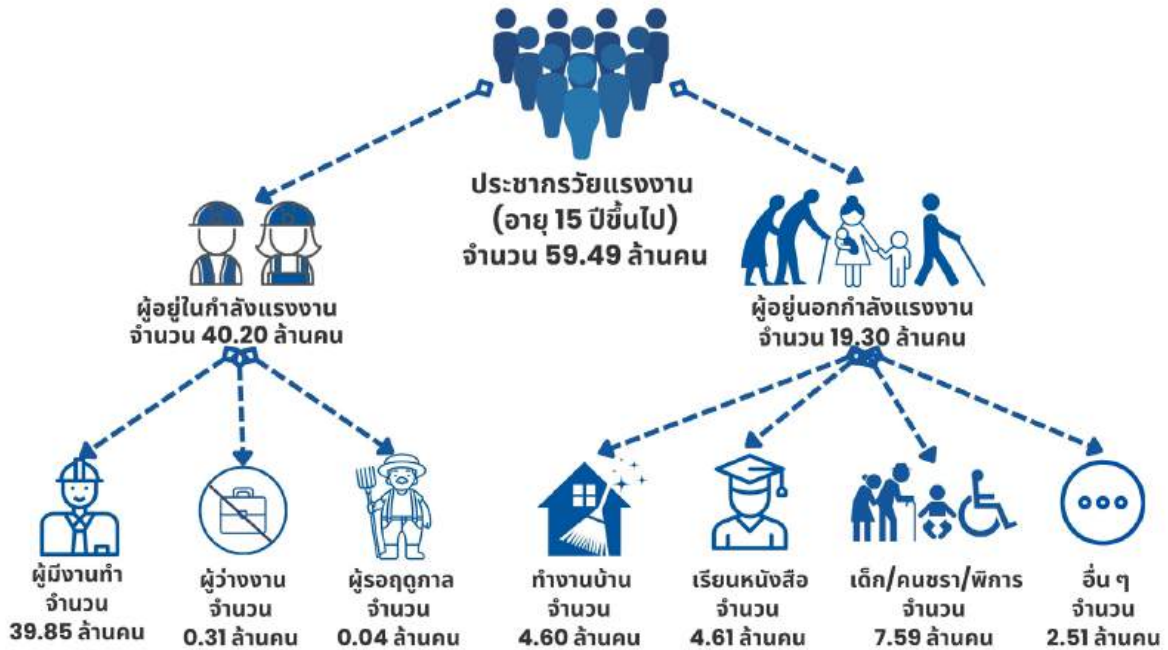 ประชากรวัยแรงงาน
(อายุ 15 ปีขึ้นไป)
จำนวน 59.49 ล้านคน
ผู้อยู่ในกำลังแรงงาน
จำนวน 40.20 ล้านคน
ผู้อยู่นอกกำลังแรงงาน
จำนวน 19.30 ล้านคน
ผู้มีงานทำ
จำนวน
39.85 ล้านคน
ผู้ว่างงาน
จำนวน
0.31 ล้านคน
ผู้รอฤดูกาล
จำนวน
0.04 ล้านคน
ทำงานบ้าน
จำนวน
4.60 ล้านคน
เรียนหนังสือ
จำนวน
4.61 ล้านคน
เด็ก/คนชรา/พิการ
จำนวน
7.59 ล้านคน
อื่น ๆ
จำนวน
2.51 ล้านคน